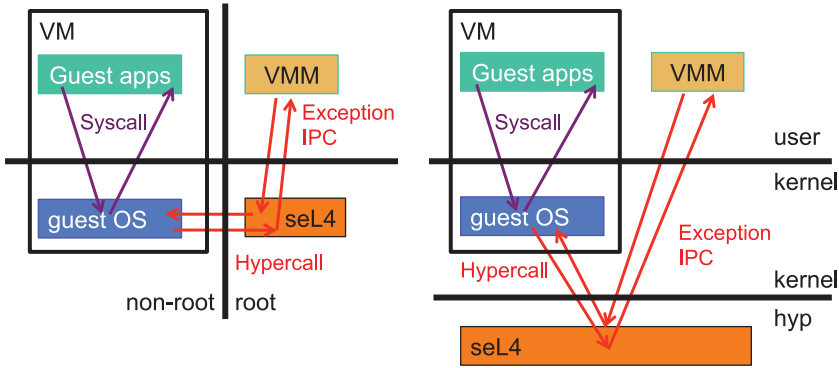 VM
Guest apps
VMM
Syscall
Exception
IPC
guest OS
seL4
Hypercall
non-root
root
VM
Guest apps
VMM
Syscall
user
kernel
guest OS
Hypercall
Exception
IPC
kernel
hyp
seL4